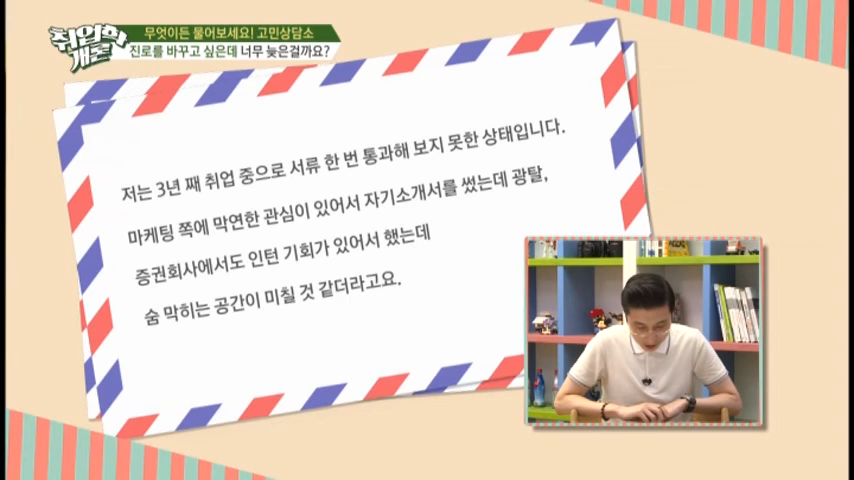 취업학
개론
무엇이든 물어보세요! 고민상담소
진로를 바꾸고 싶은데 너무 늦은걸까요?
저는 3년 째 취업 중으로 서류 한 번 통과해 보지 못한 상태입니다.
마케팅 쪽에 막연한 관심이 있어서 자기소개서를 썼는데 광탈,
증권회사에서도 인턴 기회가 있어서 했는데
숨 막히는 공간이 미칠 것 같더라고요.